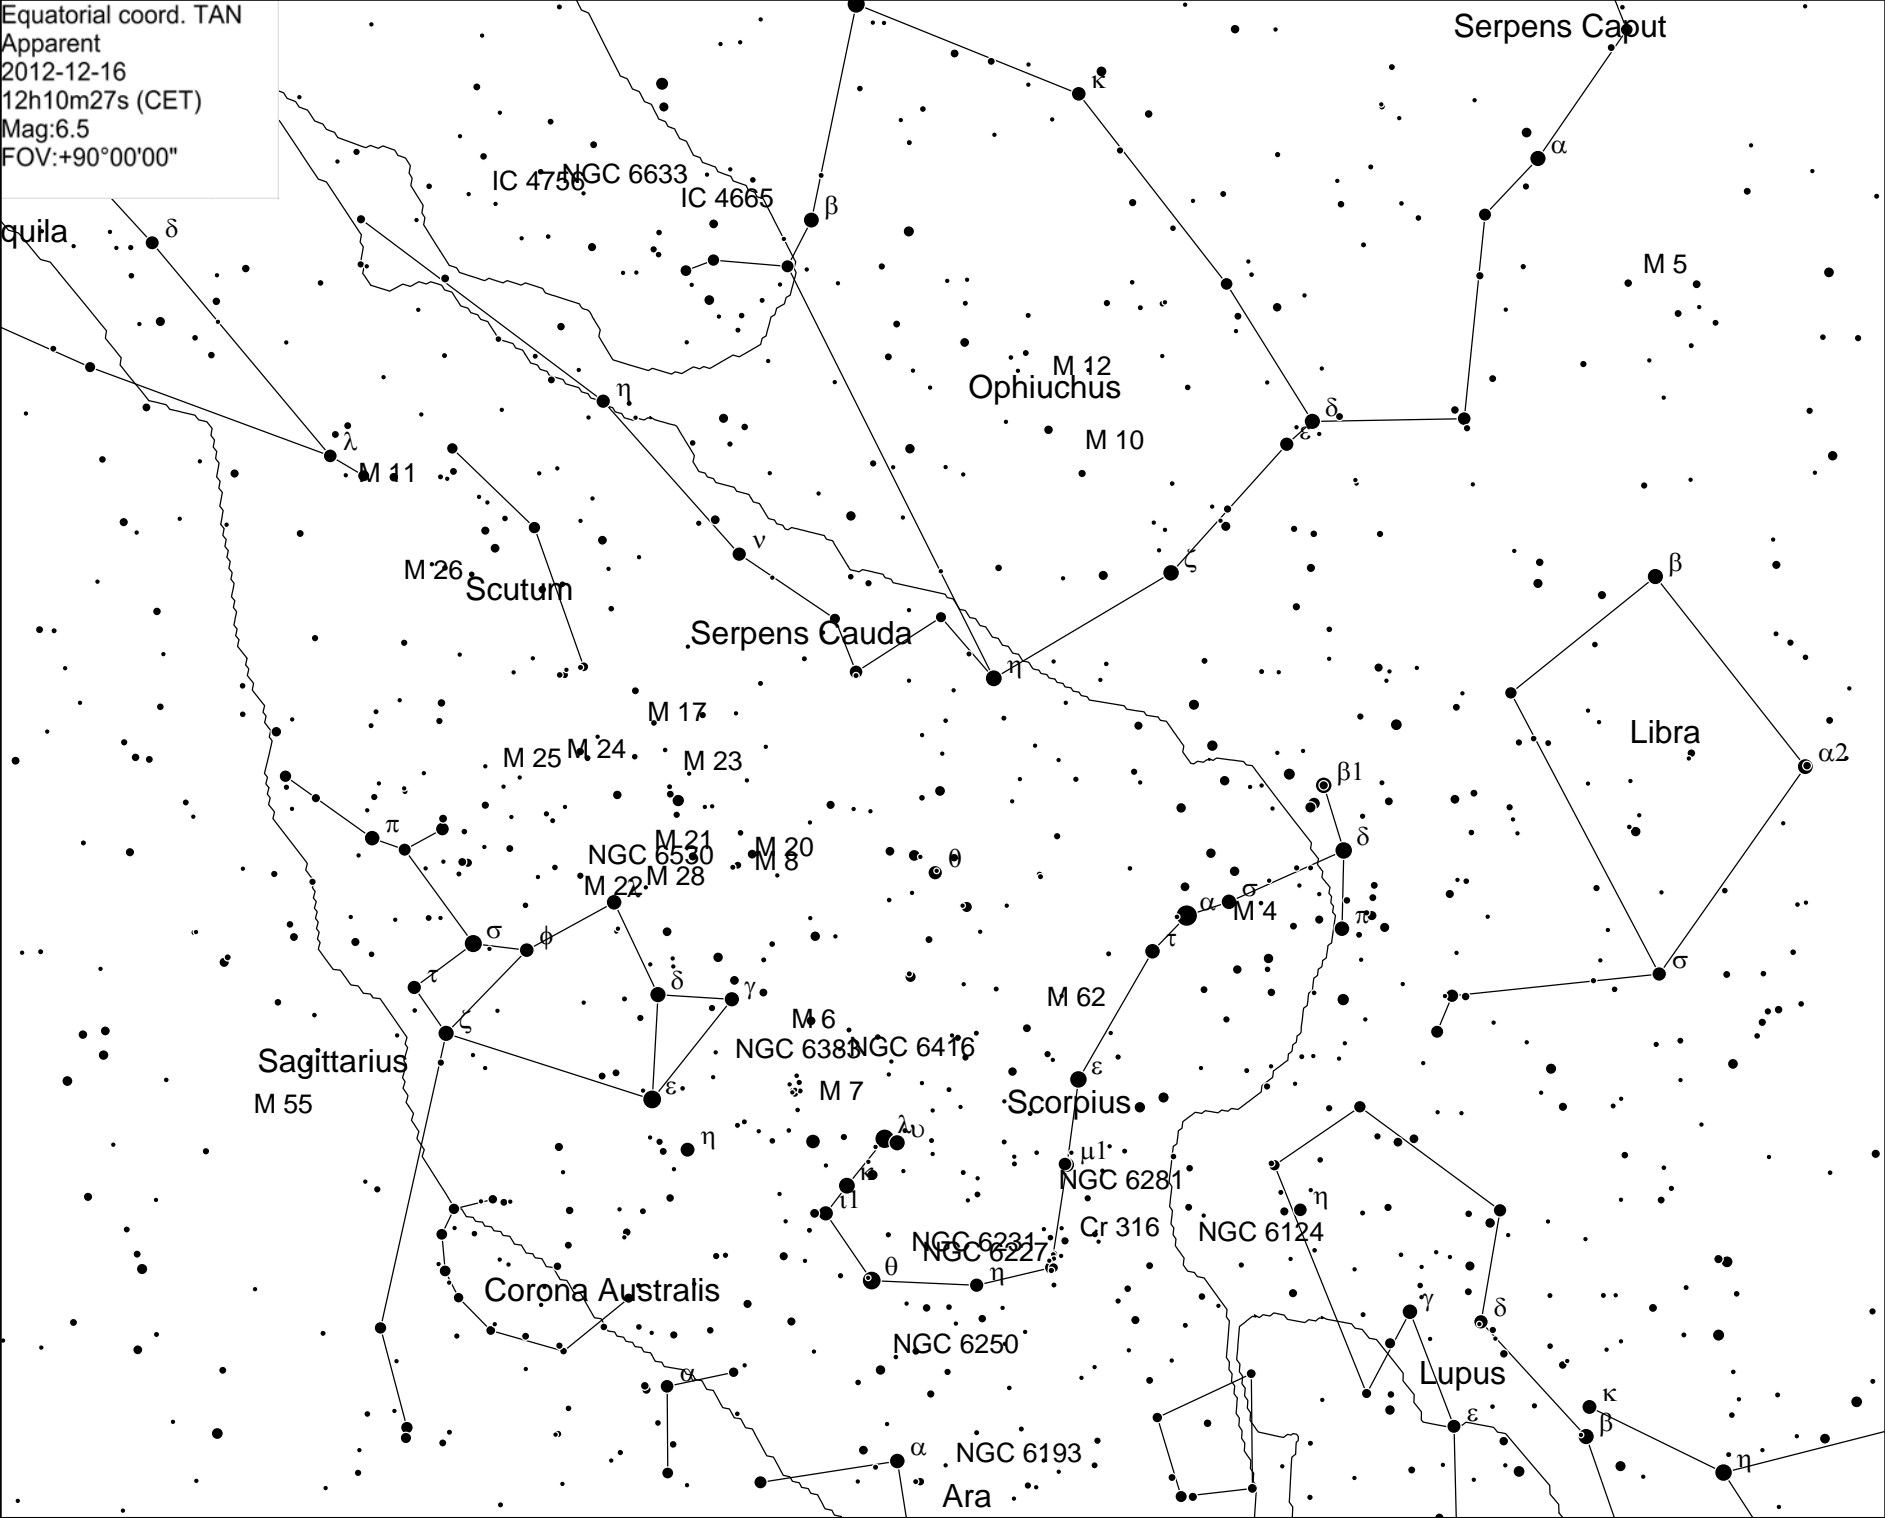 Equatorial coord. TAN
Apparent
2012-12-16
12h10m27s (CET)
Mag:6.5
FOV:+90°00'00"
Serpens Caput
κ
α
IC 4756
NGC 6633
IC 4665
β
quila
δ
M 5
M 12
Ophiuchus
η
δ
ε
M 10
λ
M 11
ν
ζ
β
M 26
Scutum
Serpens Cauda
η
M 17
Libra
M 25
M 24
M 23
β1
α2
π
M 21
NGC 6530
M 20
M 8
θ
δ
M 28
M 22
λ
α
σ
M 4
π
σ
φ
τ
σ
τ
δ
γ
M 62
ζ
M 6
NGC 6383
NGC 6416
Sagittarius
ε
M 7
ε
Scorpius
M 55
λ
υ
η
μ1
NGC 6281
κ
ι1
η
Cr 316
NGC 6124
NGC 6231
NGC 6227
θ
η
Corona Australis
γ
δ
NGC 6250
α
Lupus
κ
β
ε
α
NGC 6193
η
Ara